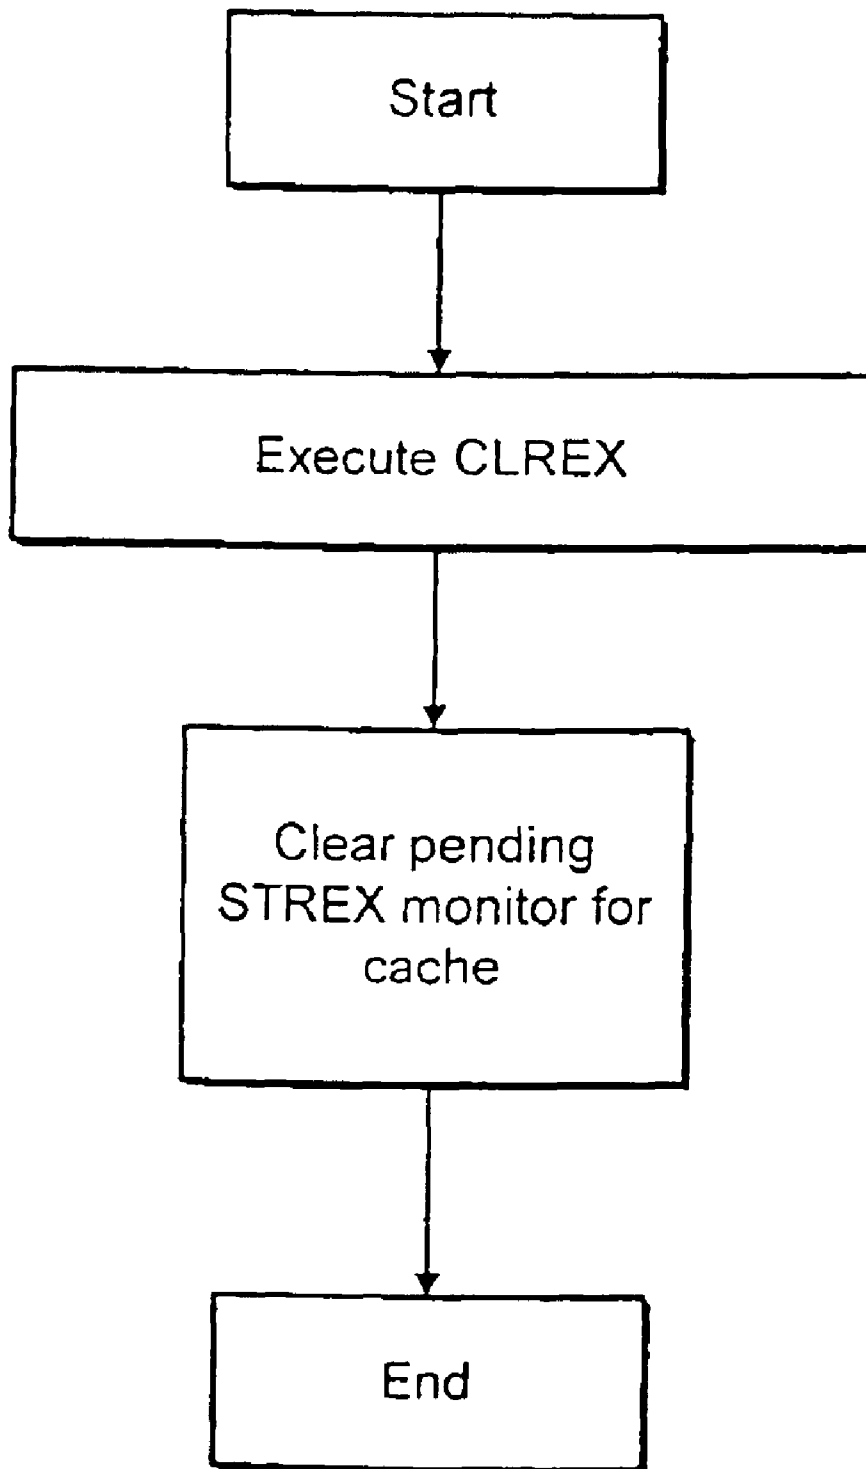 Start
Execute CLREX
Clear pending
STREX monitor for
cache
End